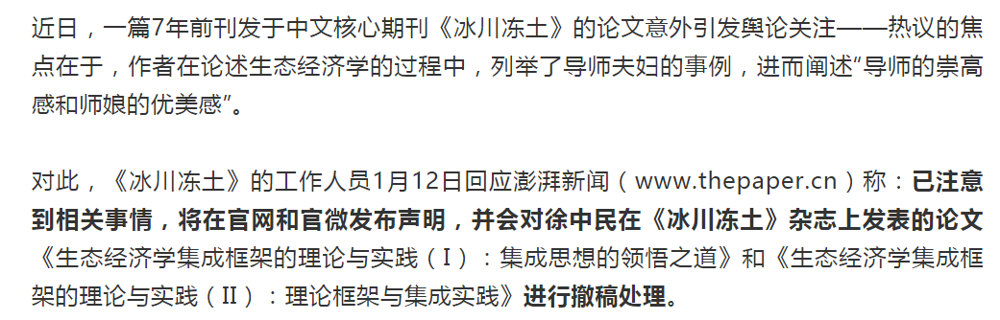 近日，一篇7年前刊发于中文核心期刊《冰川冻土》的论文意外引发舆论关注——热议的焦
点在于，作者在论述生态经济学的过程中，列举了导师夫妇的事例，进而阐述“导师的崇高
感和师娘的优美感”。
对此，《冰川冻土》的工作人员1月12日回应澎湃新闻（www.thepaper.cn）称：已注意
到相关事情，将在官网和官微发布声明，并会对徐中民在《冰川冻土》杂志上发表的论文
《生态经济学集成框架的理论与实践（I）：集成思想的领悟之道》和《生态经济学集成框
架的理论与实践（II）：理论框架与集成实践》进行撤稿处理。